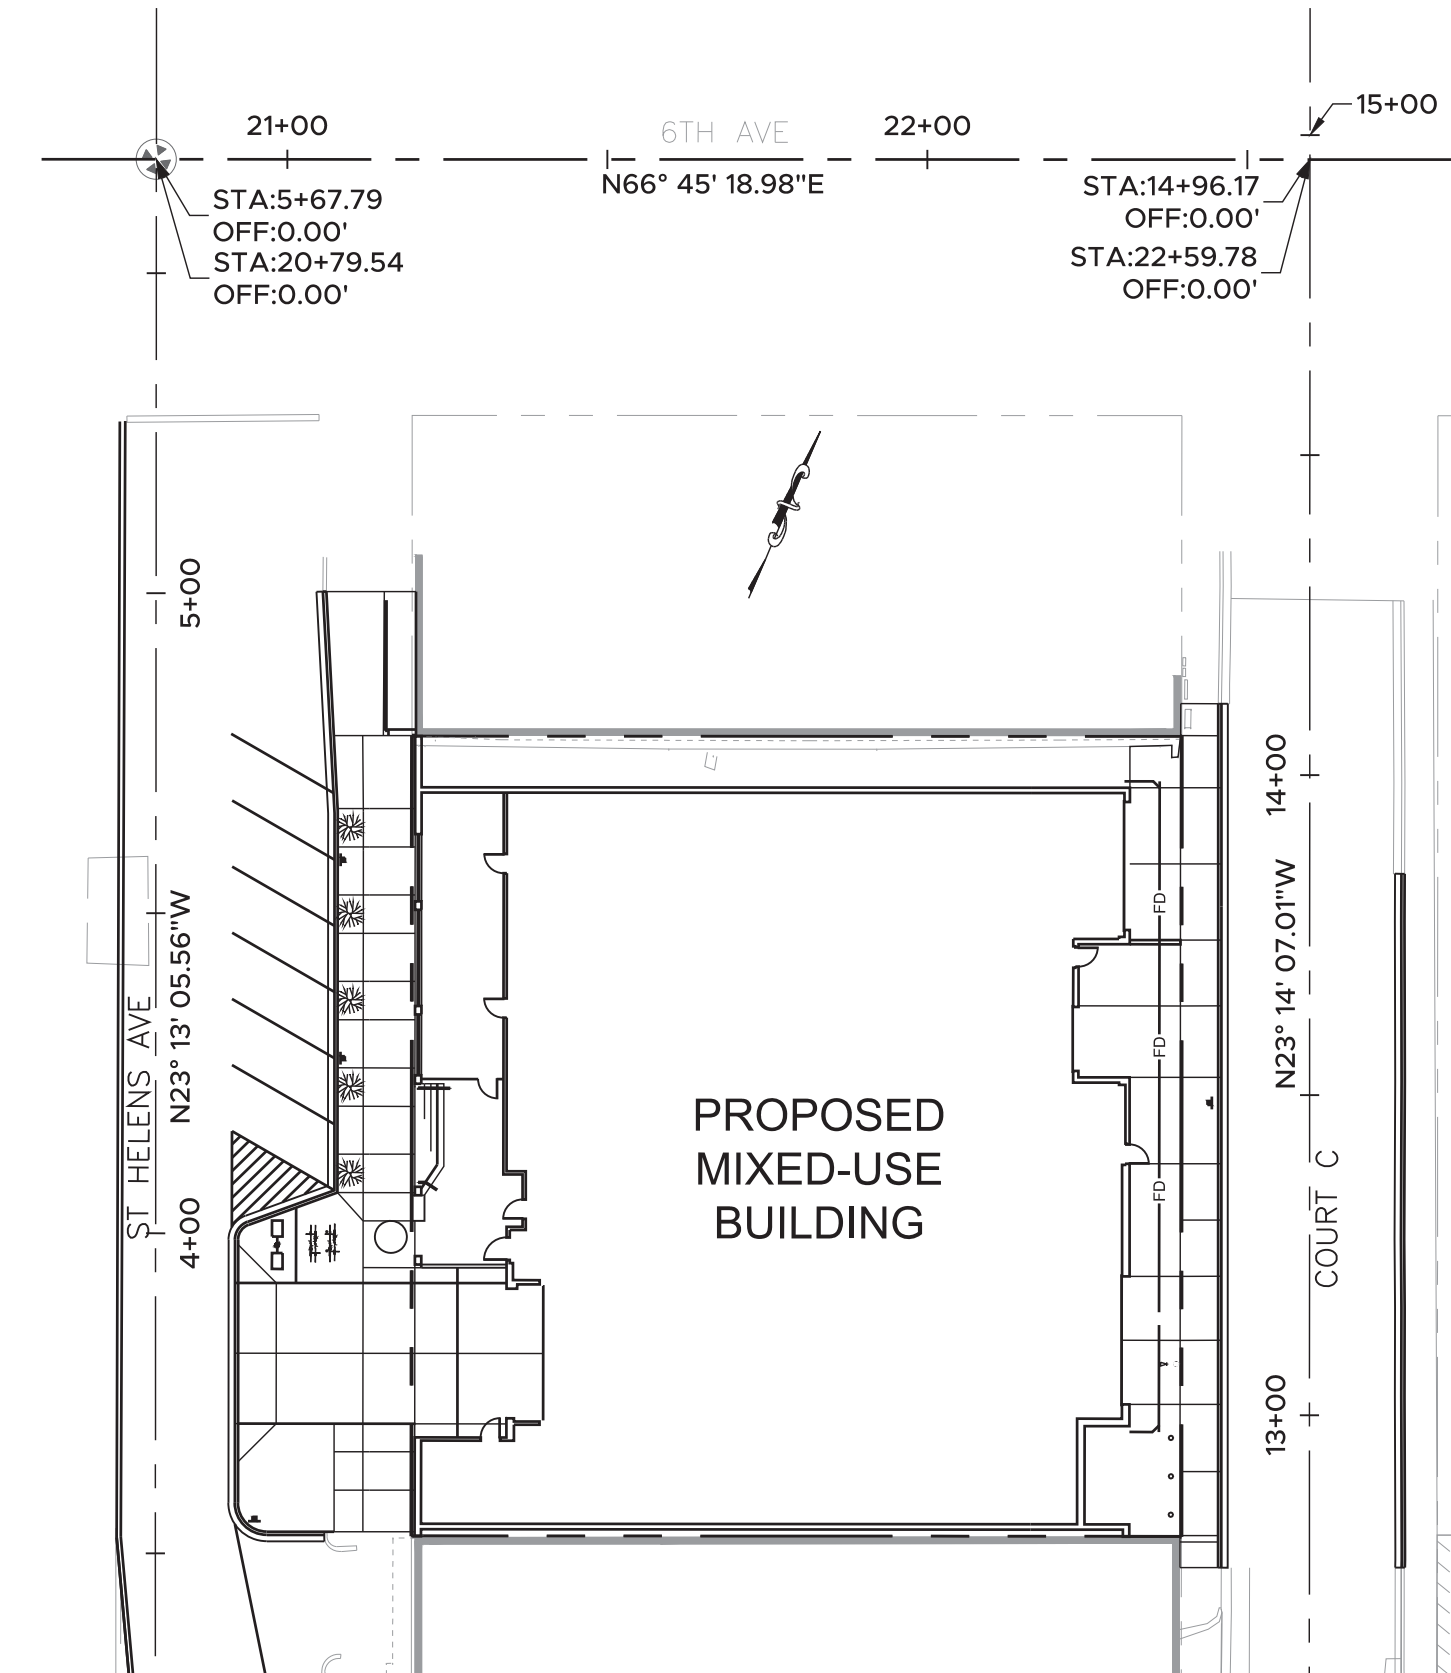 15+00
21+00
6TH AVE
22+00
N66° 45' 18.98"E
STA:5+67.79
OFF:0.00'
STA:20+79.54
OFF:0.00'
STA:14+96.17
OFF:0.00'
STA:22+59.78
OFF:0.00'
5+00
14+00
N23° 13' 05.56"W
ST HELENS AVE
4+00
FD
FD
FD
N23° 14' 07.01"W
COURT C
13+00
PROPOSED
MIXED-USE
BUILDING